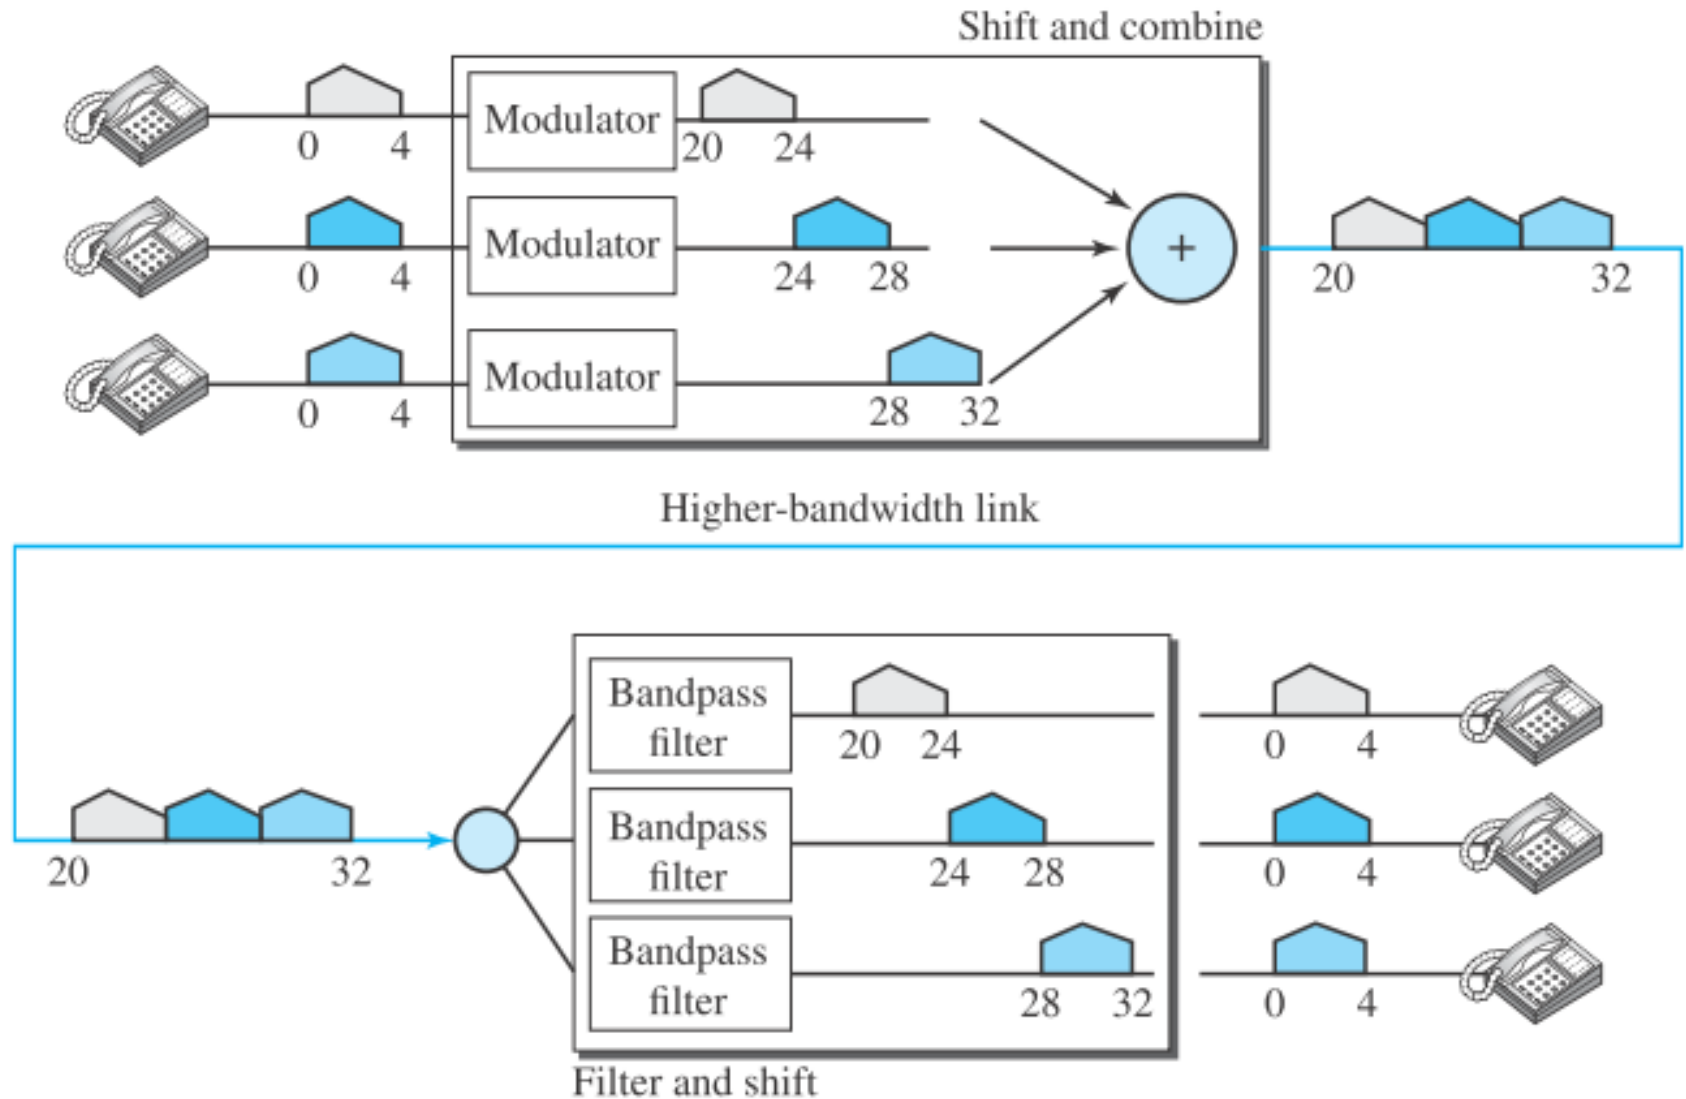 Shift and combine
Modulator
0 4
20 24
Modulator
+
0 4
24 28
20 32
Modulator
0 4
28 32
Higher-bandwidth link
Bandpass
filter
20 24
0 4
Bandpass
filter
20 32
24 28
0 4
Bandpass
filter
28 32
0 4
Filter and shift